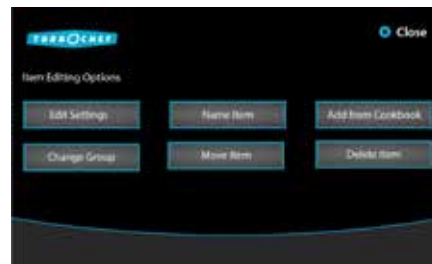 TURBOCHEF
Close
Item Editing Options
Edit Settings
Name Item
Add from Cookbook
Change Group
Move Item
Delete Item